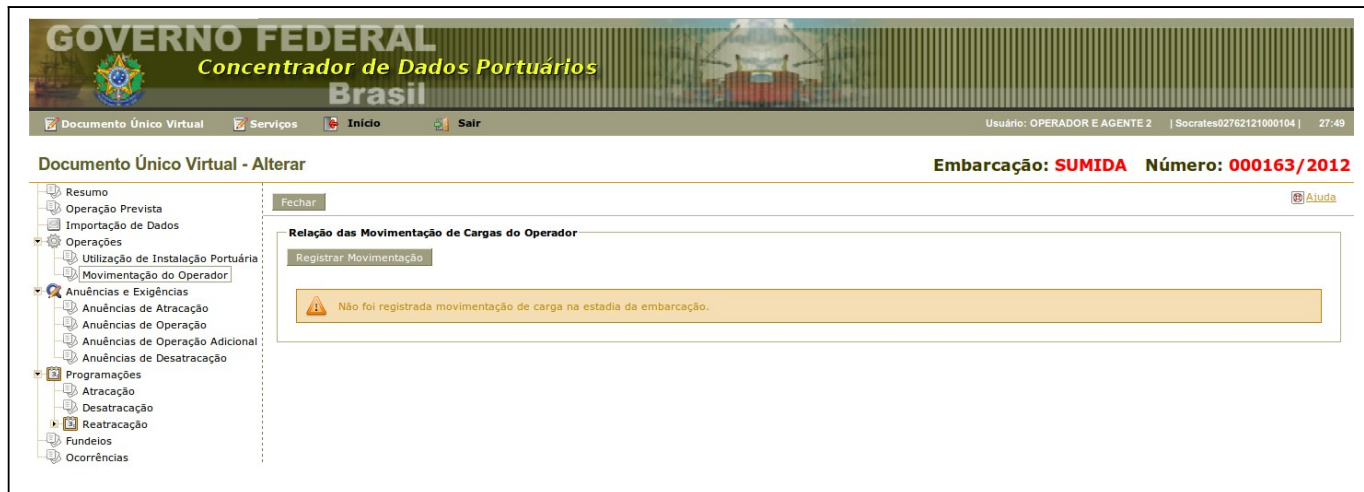 GOVERNO FEDERAL
Concentrador de Dados Portuários
Brasil
Documento Único Virtual Serviços Início Sair Usuário: OPERADOR E AGENTE 2 | Socrates02762121000104 | 27:49
Documento Único Virtual - Alterar Embarcação: SUMIDA Número: 000163/2012
Resumo
Operação Prevista
Importação de Dados
Operações
Utilização de Instalação Portuária
Movimentação do Operador
Anuências e Exigências
Anuências de Atracação
Anuências de Operação
Anuências de Operação Adicional
Anuências de Desatracação
Programações
Atracação
Desatracação
Reatracação
Fundeios
Ocorrências
Fechar
Ajuda
Relação das Movimentação de Cargas do Operador
Registrar Movimentação
Não foi registrada movimentação de carga na estadia da embarcação.